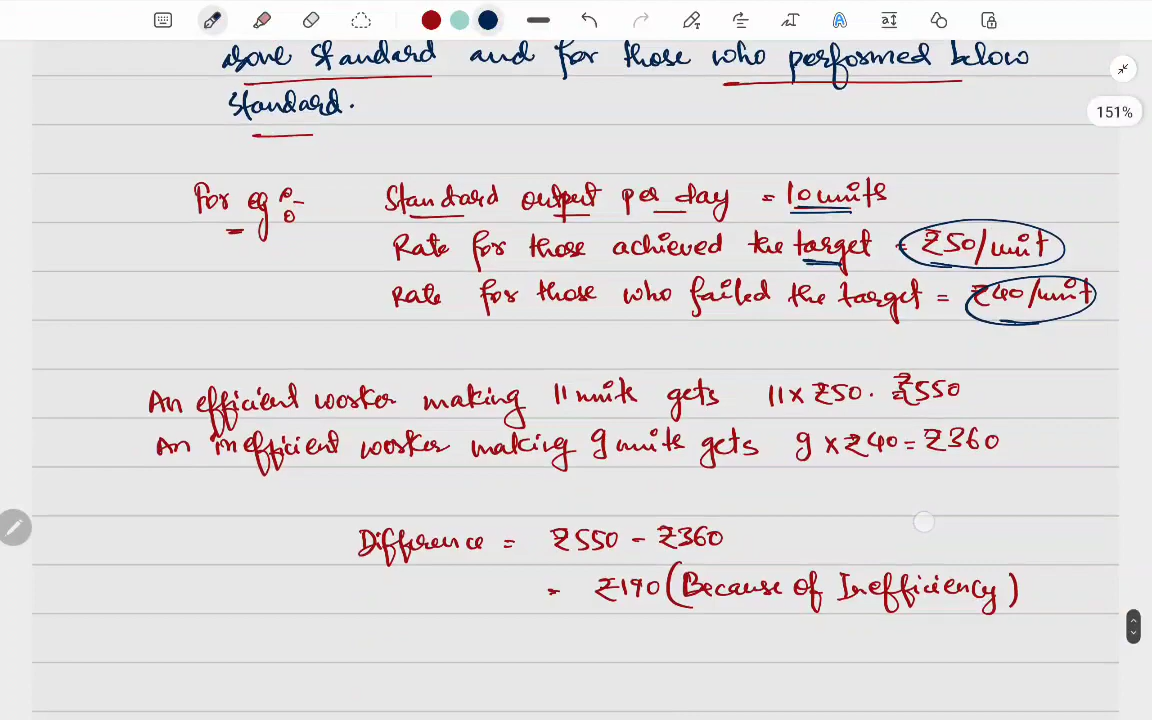 above standard and for those who performed below
standard.
151%
For eg :-
Standard output per day = 10 units
Rate for those achieved the target = ₹50/unit
Rate for those who failed the target = ₹40/unit
An efficient worker making 11 units gets 11 x ₹50 = ₹550
An inefficient worker making 9 units gets 9 x ₹40 = ₹360
Difference = ₹550 - ₹360
= ₹190 (Because of Inefficiency)